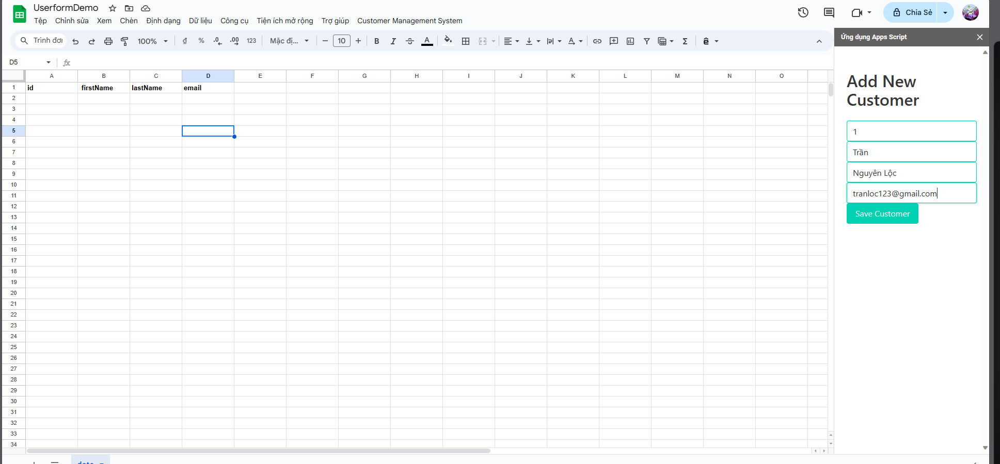 UserformDemo
Tệp Chỉnh sửa Xem Chèn Định dạng Dữ liệu Công cụ Tiện ích mở rộng Trợ giúp Customer Management System
Chia Sẻ
Trình đơn
100% đ % .0 .00 123 Mặc đị... 10 B I S A Σ ê
D5 fx
A B C D E F G H I J K L M N O
1 id firstName lastName email
2
3
4
5
6
7
8
9
10
11
12
13
14
15
16
17
18
19
20
21
22
23
24
25
26
27
28
29
30
31
32
33
34
data
Ứng dụng Apps Script
Add New
Customer
1
Trần
Nguyên Lộc
tranloc123@gmail.com
Save Customer